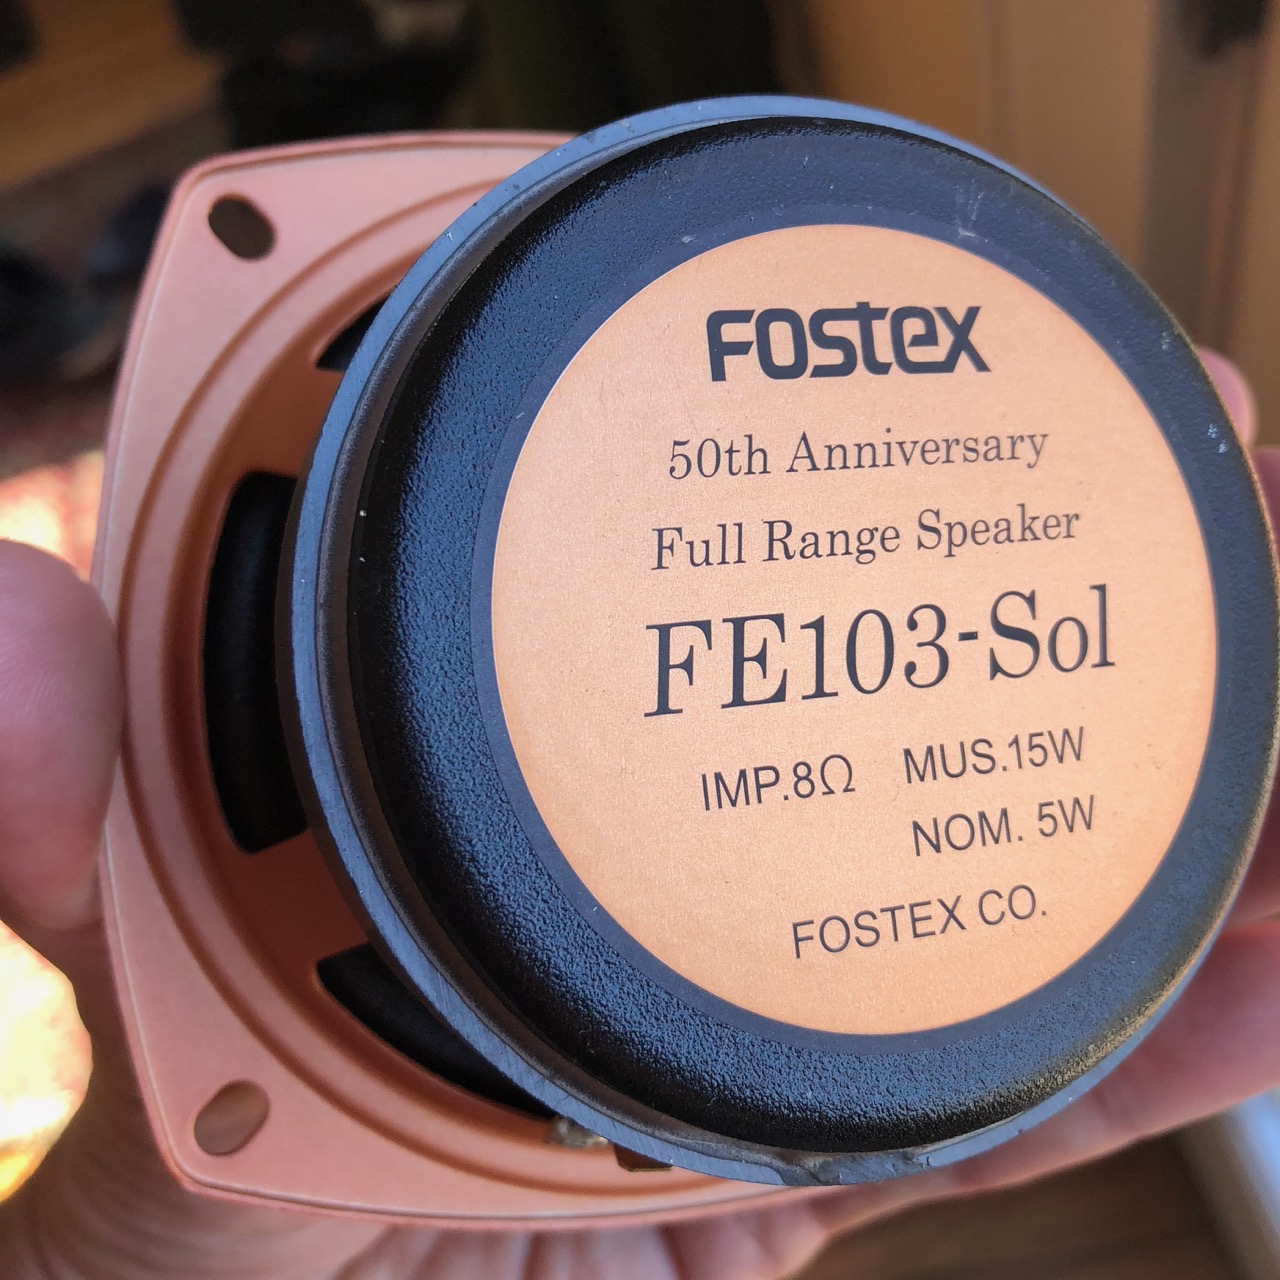 Fostex
50th Anniversary
Full Range Speaker
FE103-Sol
IMP.8Ω MUS.15W
NOM. 5W
FOSTEX CO.